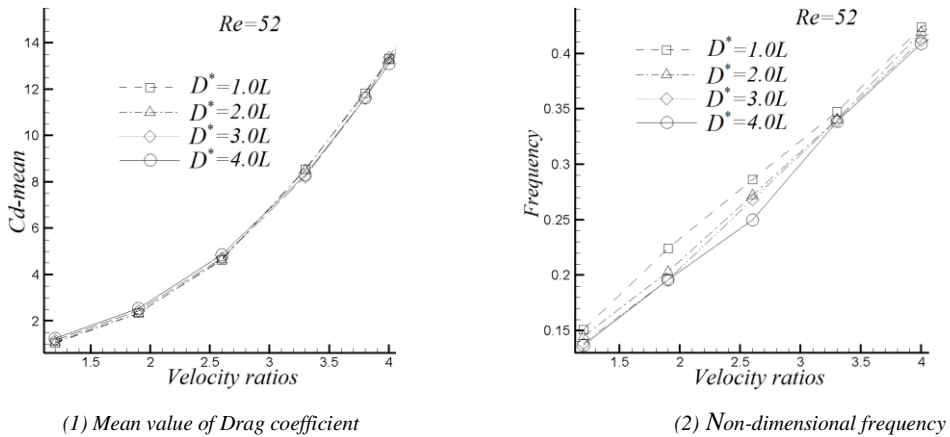 Re=52
14
12
10
8
6
4
2
D*=1.0L
D*=2.0L
D*=3.0L
D*=4.0L
Cd-mean
1.5
2
2.5
3
3.5
4
Velocity ratios
(1) Mean value of Drag coefficient
Re=52
0.4
0.35
0.3
0.25
0.2
0.15
D*=1.0L
D*=2.0L
D*=3.0L
D*=4.0L
Frequency
1.5
2
2.5
3
3.5
4
Velocity ratios
(2) Non-dimensional frequency